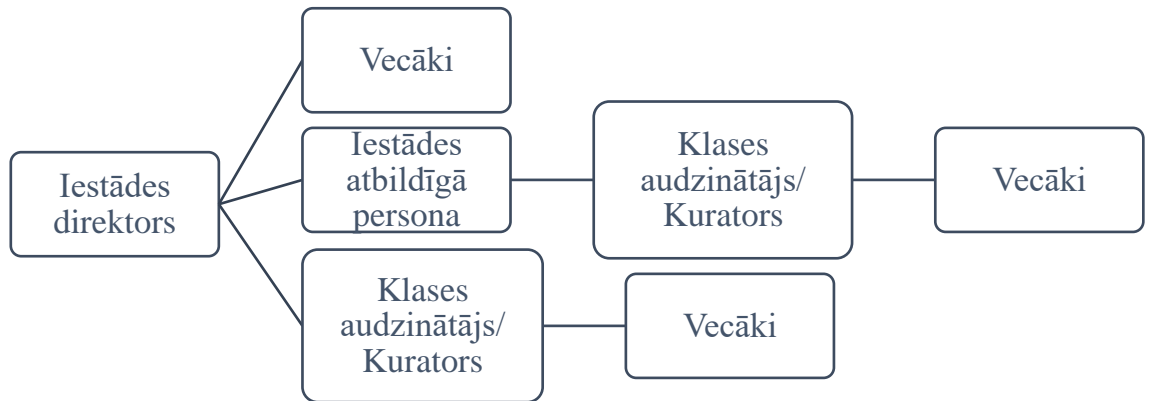 Vecāki
Iestādes
direktors
Iestādes
atbildīgā
persona
Klases
audzinātājs/
Kurators
Vecāki
Klases
audzinātājs/
Kurators
Vecāki